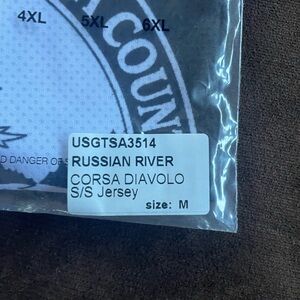 4XL 5XL 6XL
COUN
D DANGER OF S
USGTSA3514
RUSSIAN RIVER
CORSA DIAVOLO
S/S Jersey
size: M